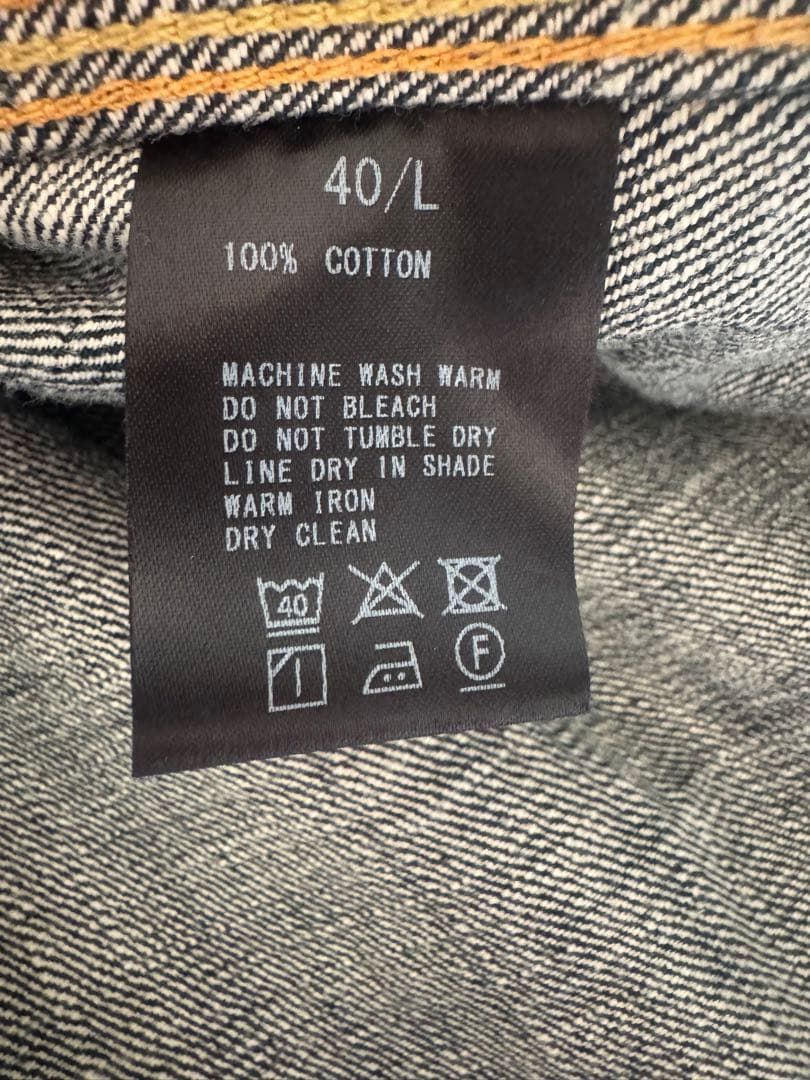 40/L
100% COTTON
MACHINE WASH WARM
DO NOT BLEACH
DO NOT TUMBLE DRY
LINE DRY IN SHADE
WARM IRON
DRY CLEAN
40
F